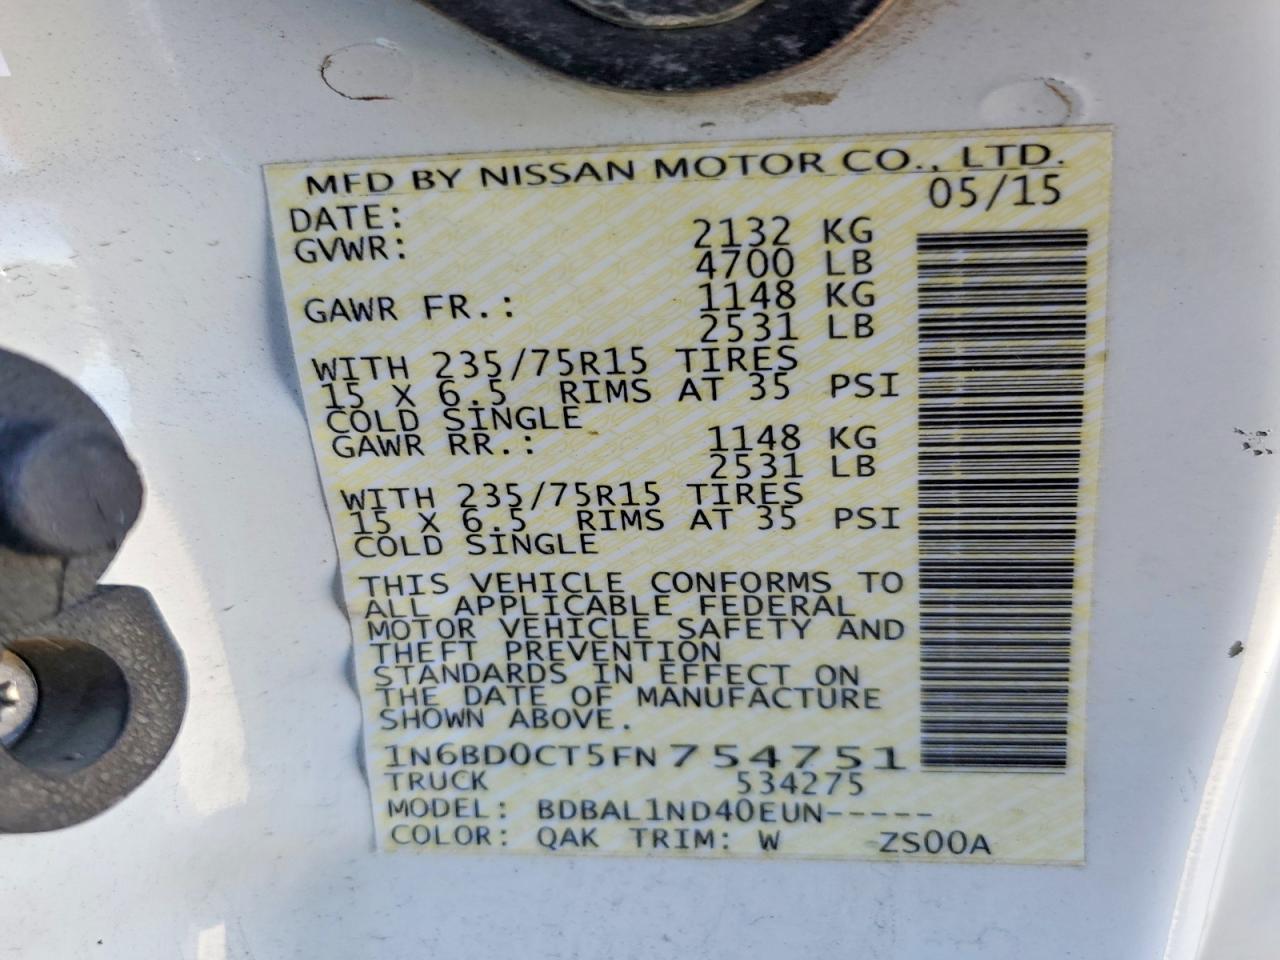 MFD BY NISSAN MOTOR CO., LTD.
DATE: 05/15
GVWR: 2132 KG
4700 LB
GAWR FR.: 1148 KG
2531 LB
WITH 235/75R15 TIRES
15 X 6.5 RIMS AT 35 PSI
COLD SINGLE
GAWR RR.: 1148 KG
2531 LB
WITH 235/75R15 TIRES
15 X 6.5 RIMS AT 35 PSI
COLD SINGLE
THIS VEHICLE CONFORMS TO
ALL APPLICABLE FEDERAL
MOTOR VEHICLE SAFETY AND
THEFT PREVENTION
STANDARDS IN EFFECT ON
THE DATE OF MANUFACTURE
SHOWN ABOVE.
1N6BD0CT5FN754751
TRUCK 534275
MODEL: BDBAL1ND40EUN-----
COLOR: QAK TRIM: W ZS00A